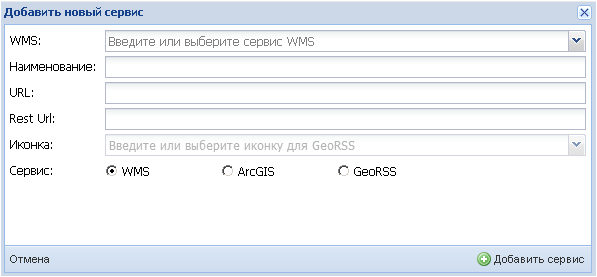 Добавить новый сервис
WMS: Введите или выберите сервис WMS
Наименование:
URL:
Rest Url:
Иконка: Введите или выберите иконку для GeoRSS
Сервис: WMS ArcGIS GeoRSS
Отмена Добавить сервис